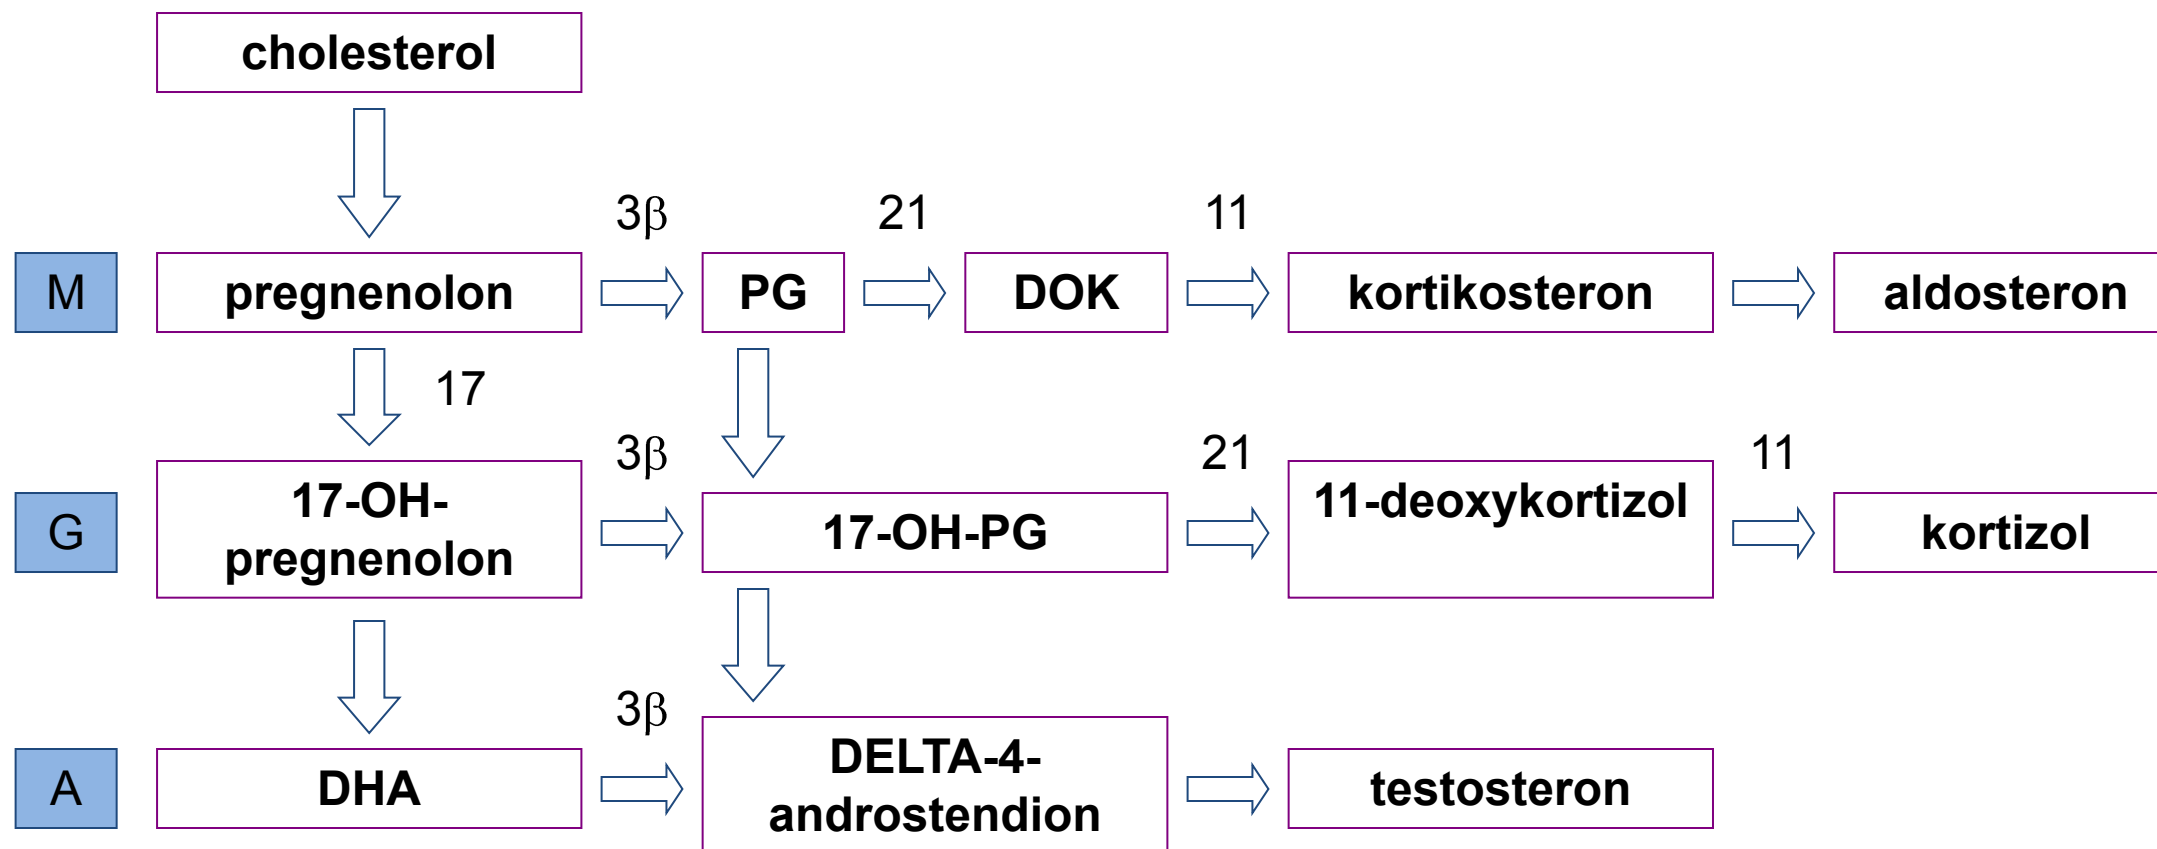 cholesterol
3β
21
11
M
pregnenolon
PG
DOK
kortikosteron
aldosteron
17
3β
21
11
G
17-OH-
pregnenolon
17-OH-PG
11-deoxykortizol
kortizol
3β
A
DHA
DELTA-4-
androstendion
testosteron